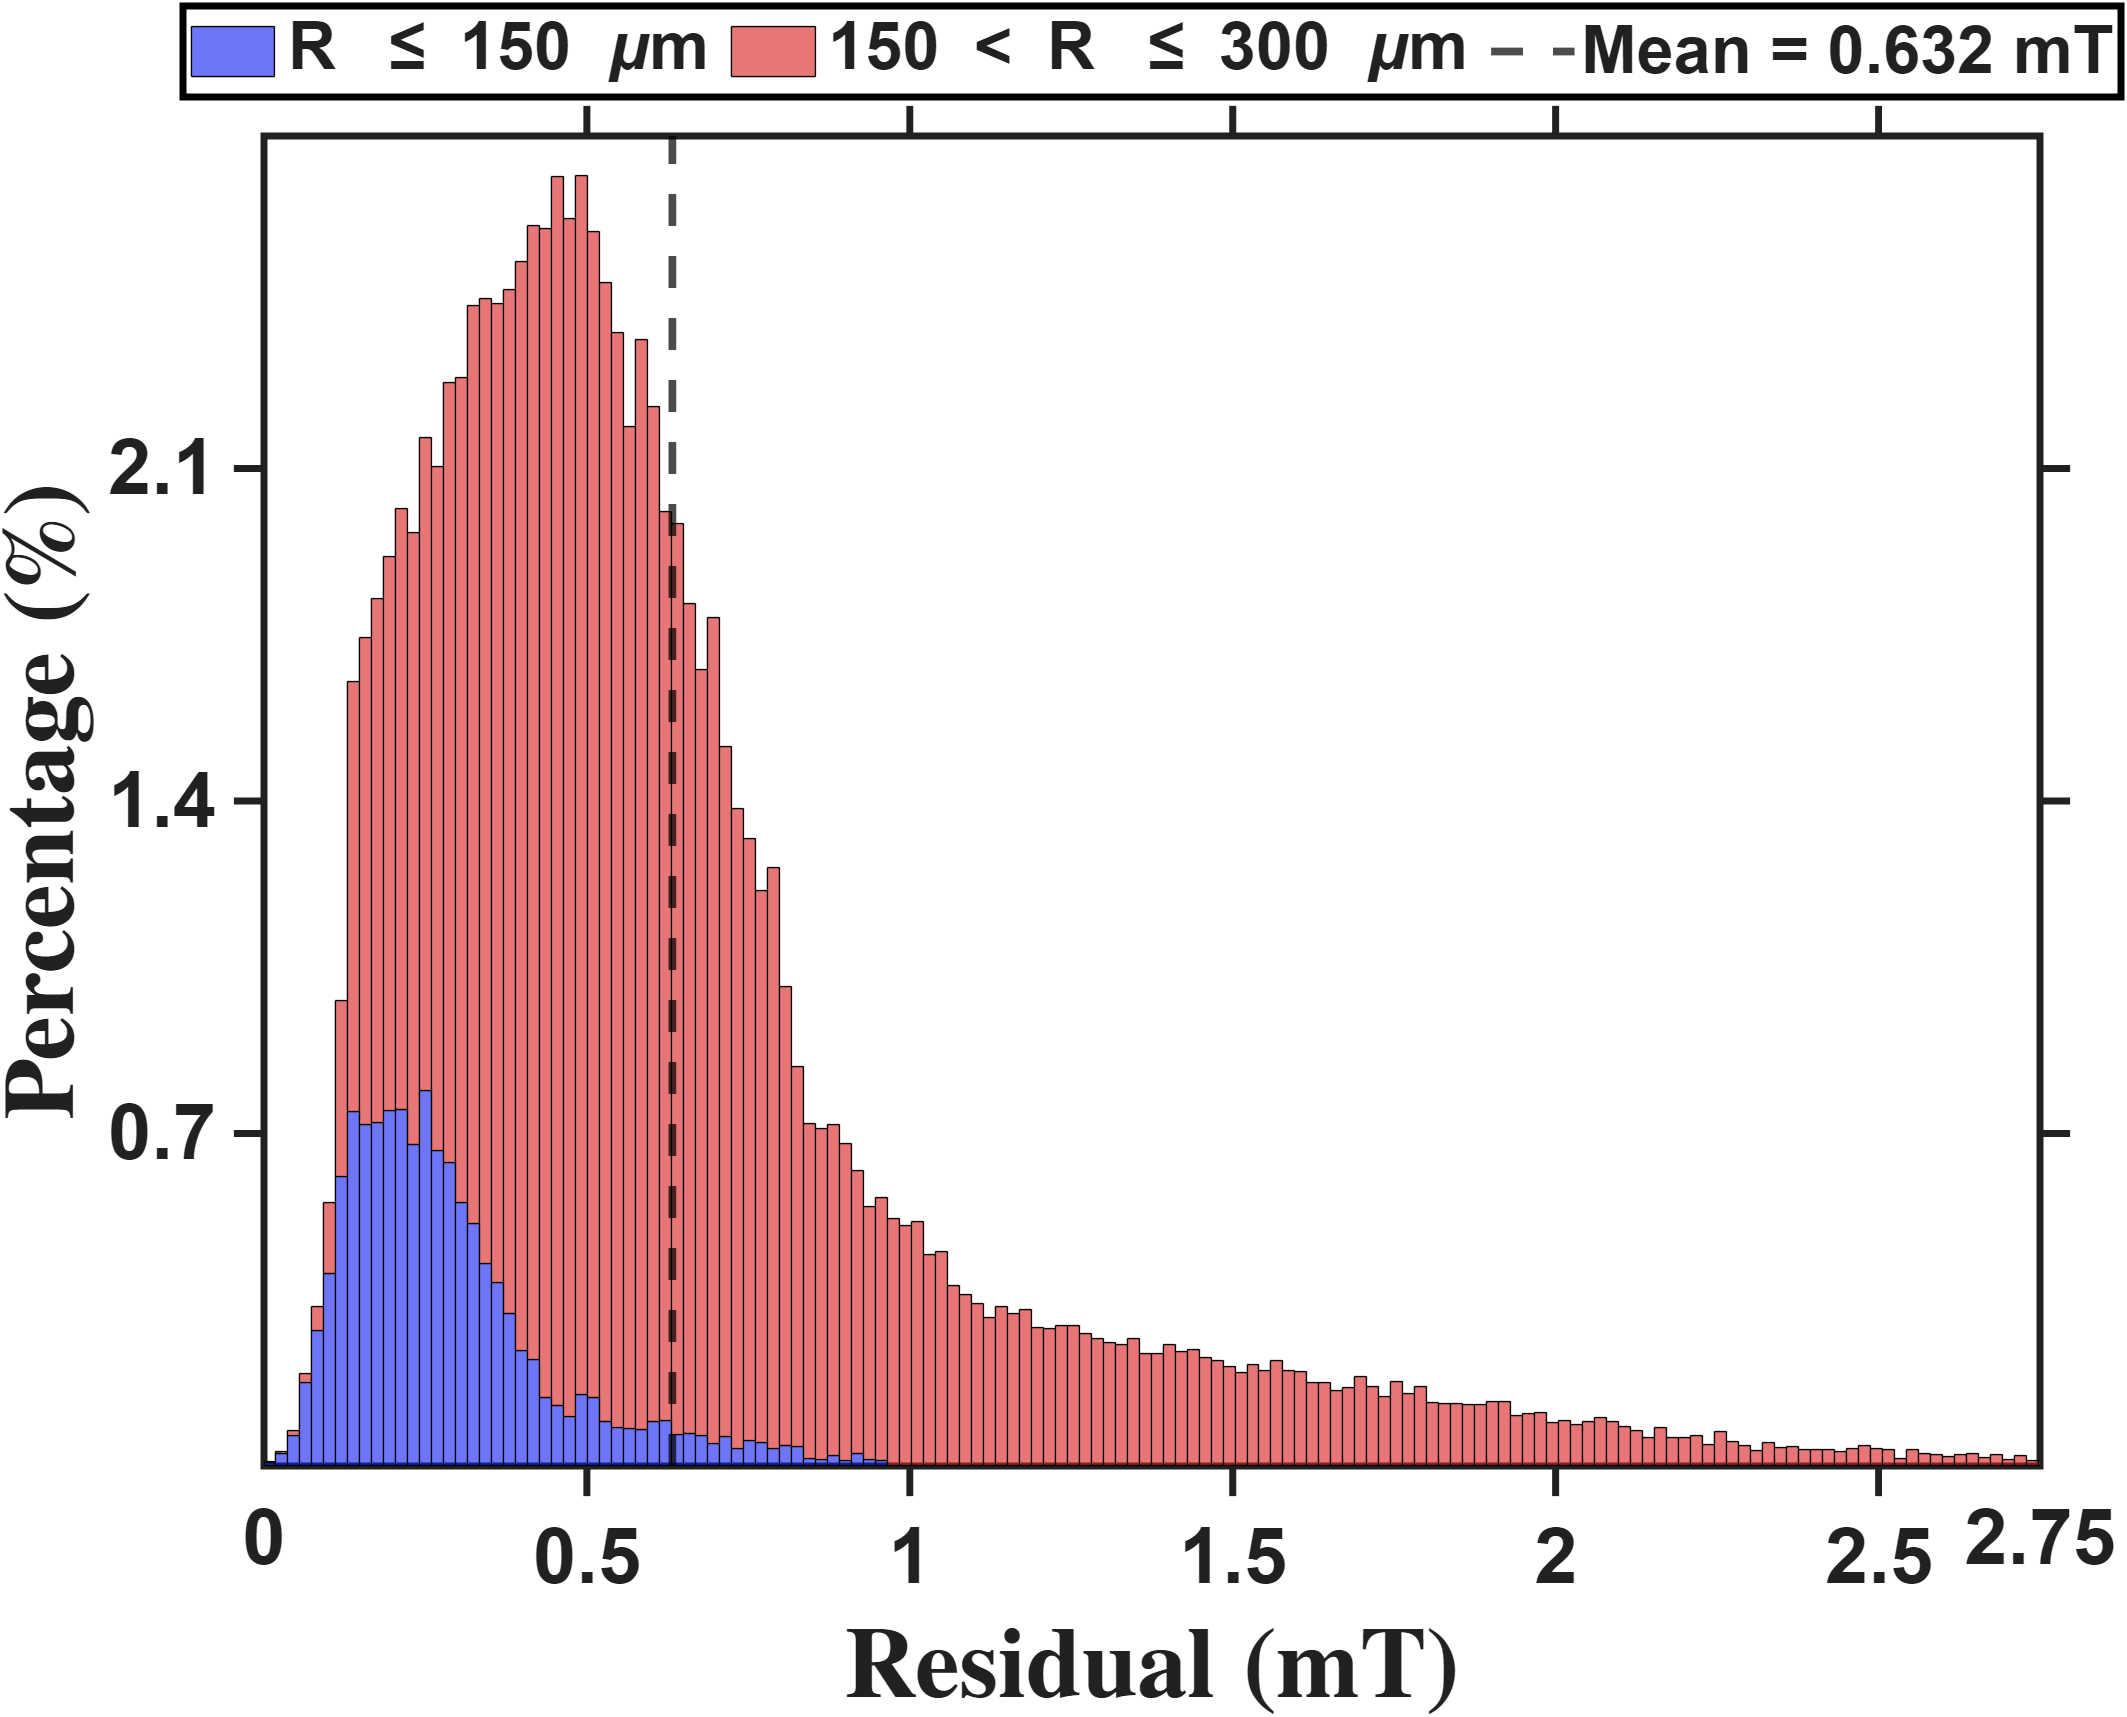 R ≤ 150 μm 150 < R ≤ 300 μm Mean = 0.632 mT
Percentage (%)
2.1
1.4
0.7
0 0.5 1 1.5 2 2.5 2.75
Residual (mT)